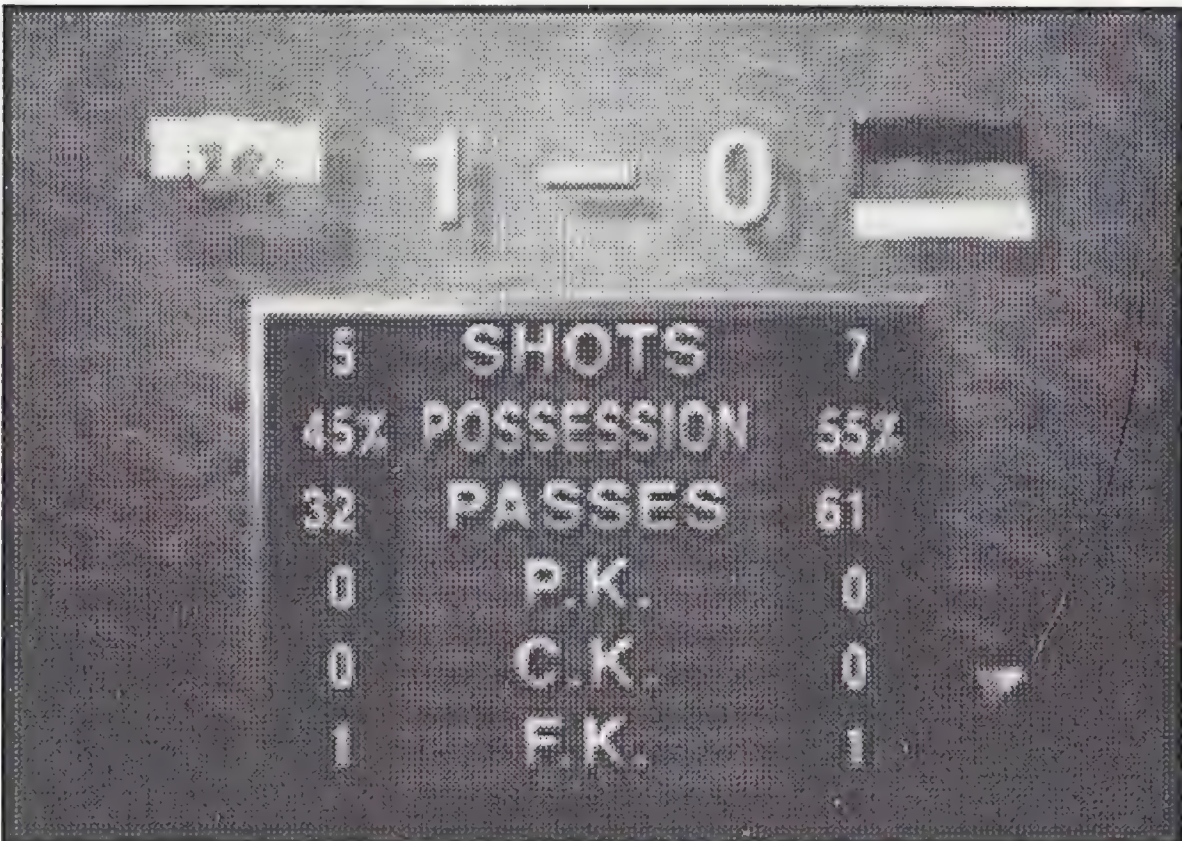 1 – 0
5 SHOTS 7
45% POSSESSION 55%
32 PASSES 61
0 P.K. 0
0 C.K. 0
1 F.K. 1